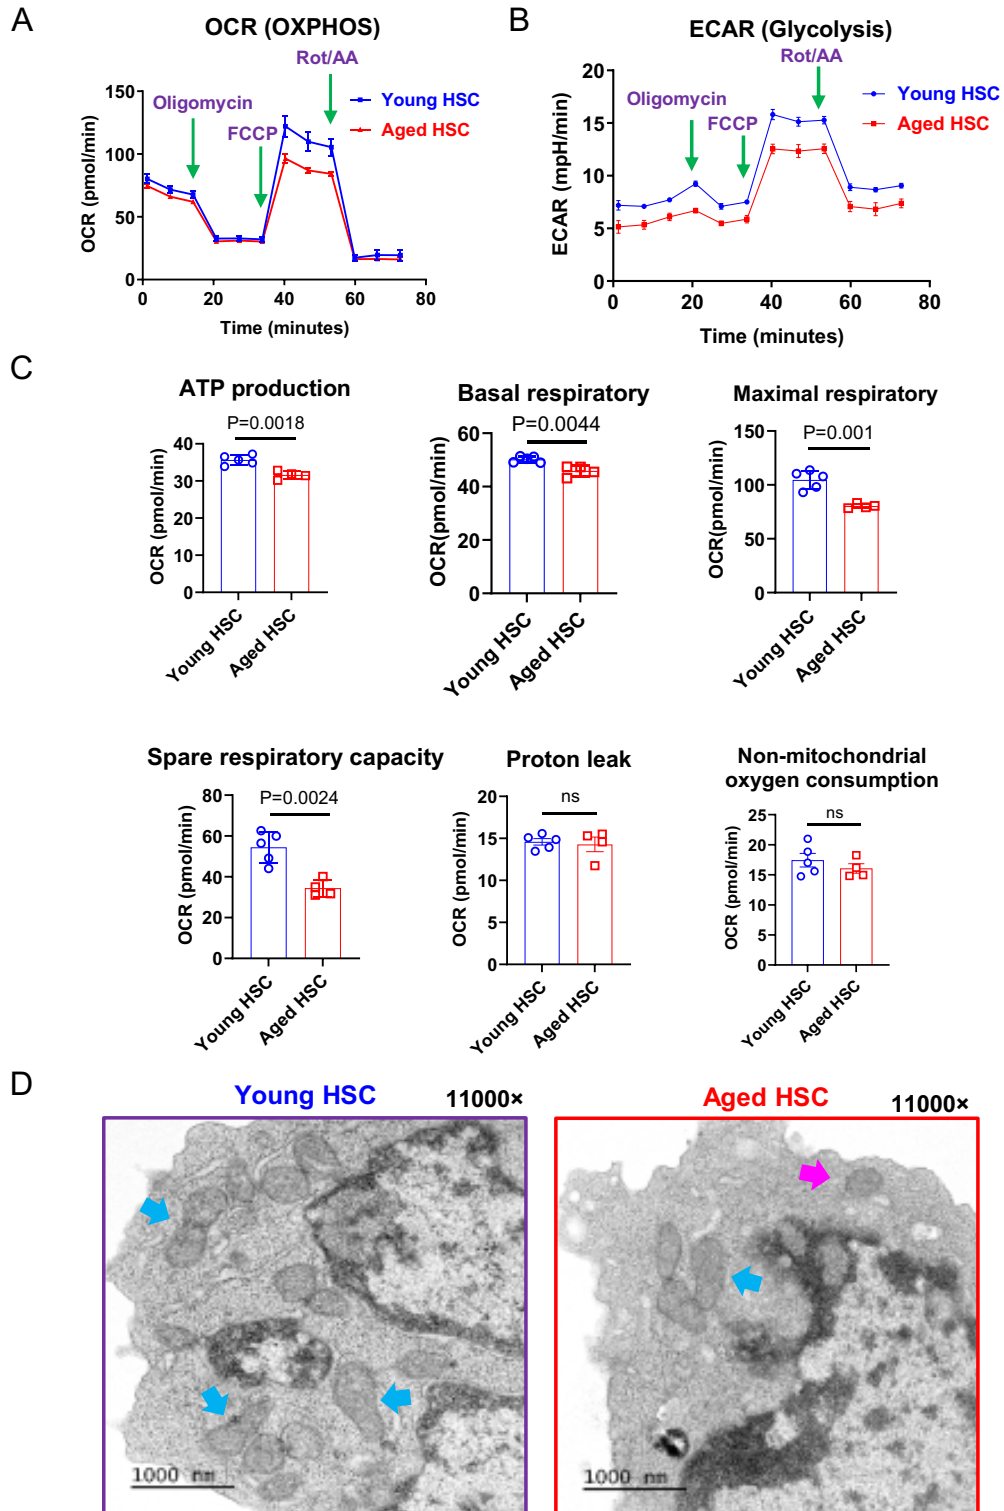 A
OCR (OXPHOS)
Rot/AA
Oligomycin
FCCP
Young HSC
Aged HSC
OCR (pmol/min)
150
100
50
0
0
20
40
60
80
Time (minutes)
B
ECAR (Glycolysis)
Rot/AA
Oligomycin
FCCP
Young HSC
Aged HSC
ECAR (mpH/min)
20
15
10
5
0
0
20
40
60
80
Time (minutes)
C
ATP production
P=0.0018
OCR (pmol/min)
40
30
20
10
0
Young HSC
Aged HSC
Basal respiratory
P=0.0044
OCR(pmol/min)
60
40
20
0
Young HSC
Aged HSC
Maximal respiratory
P=0.001
OCR(pmol/min)
150
100
50
0
Young HSC
Aged HSC
Spare respiratory capacity
P=0.0024
OCR (pmol/min)
80
60
40
20
0
Young HSC
Aged HSC
Proton leak
ns
OCR (pmol/min)
20
15
10
5
0
Young HSC
Aged HSC
Non-mitochondrial
oxygen consumption
ns
OCR (pmol/min)
25
20
15
10
5
0
Young HSC
Aged HSC
D
Young HSC
11000×
1000 nm
Aged HSC
11000×
1000 nm